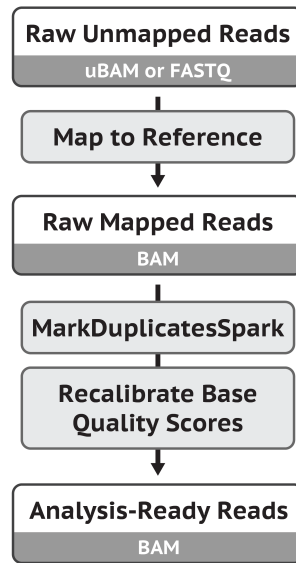 Raw Unmapped Reads
uBAM or FASTQ
Map to Reference
Raw Mapped Reads
BAM
MarkDuplicatesSpark
Recalibrate Base
Quality Scores
Analysis-Ready Reads
BAM